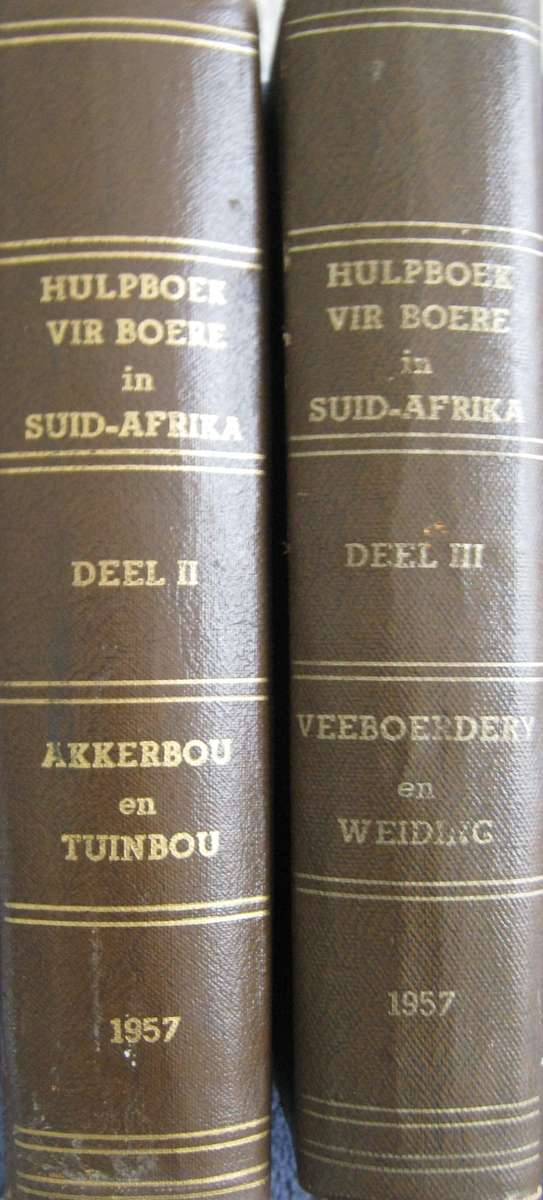 HULPBOEK
VIR BOERE
in
SUID-AFRIKA
DEEL II
AKKERBOU
en
TUINBOU
1957
HULPBOEK
VIR BOERE
in
SUID-AFRIKA
DEEL III
VEEBOERDERY
en
WEIDING
1957